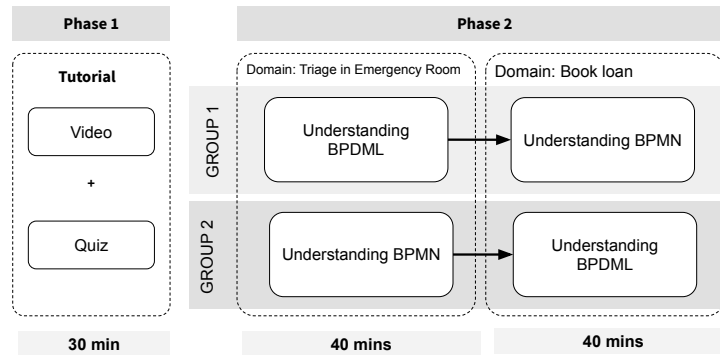 Phase 1
Phase 2
Tutorial
Video
+
Quiz
Domain: Triage in Emergency Room
Domain: Book loan
GROUP 1
Understanding
BPDML
Understanding BPMN
GROUP 2
Understanding BPMN
Understanding
BPDML
30 min
40 mins
40 mins